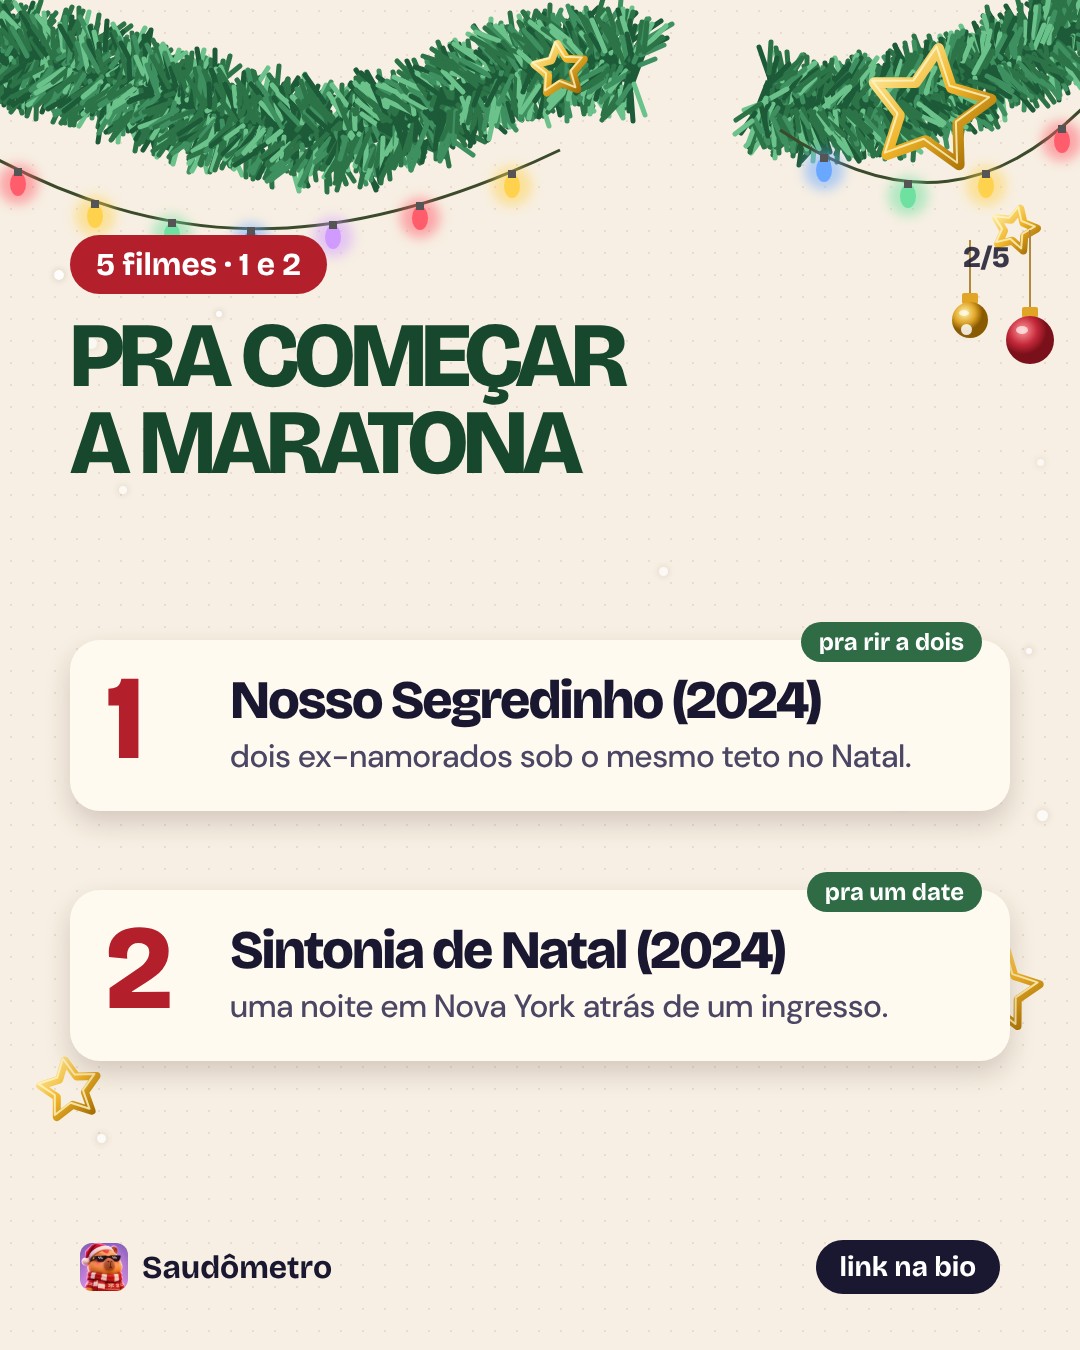 5 filmes · 1 e 2
2/5
PRA COMEÇAR
A MARATONA
pra rir a dois
1
Nosso Segredinho (2024)
dois ex-namorados sob o mesmo teto no Natal.
pra um date
2
Sintonia de Natal (2024)
uma noite em Nova York atrás de um ingresso.
Saudômetro
link na bio